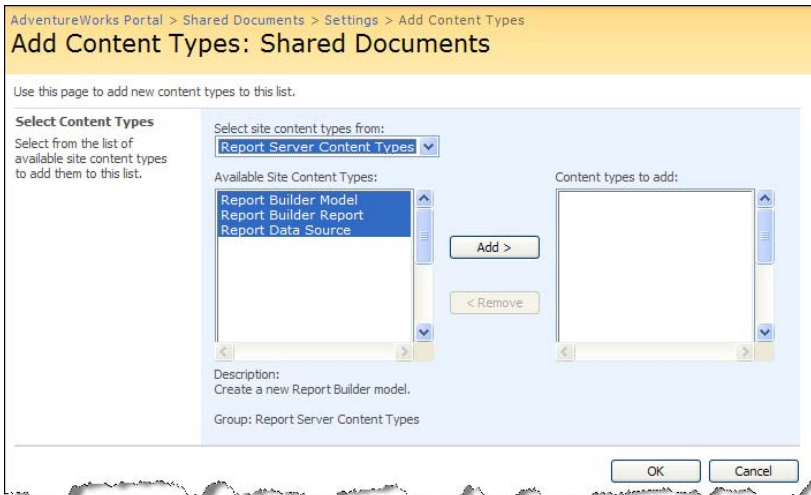 AdventureWorks Portal > Shared Documents > Settings > Add Content Types
Add Content Types: Shared Documents
Use this page to add new content types to this list.
Select Content Types
Select from the list of
available site content types
to add them to this list.
Select site content types from:
Report Server Content Types
Available Site Content Types:
Report Builder Model
Report Builder Report
Report Data Source
Add >
< Remove
Content types to add:
Description:
Create a new Report Builder model.
Group: Report Server Content Types
OK
Cancel